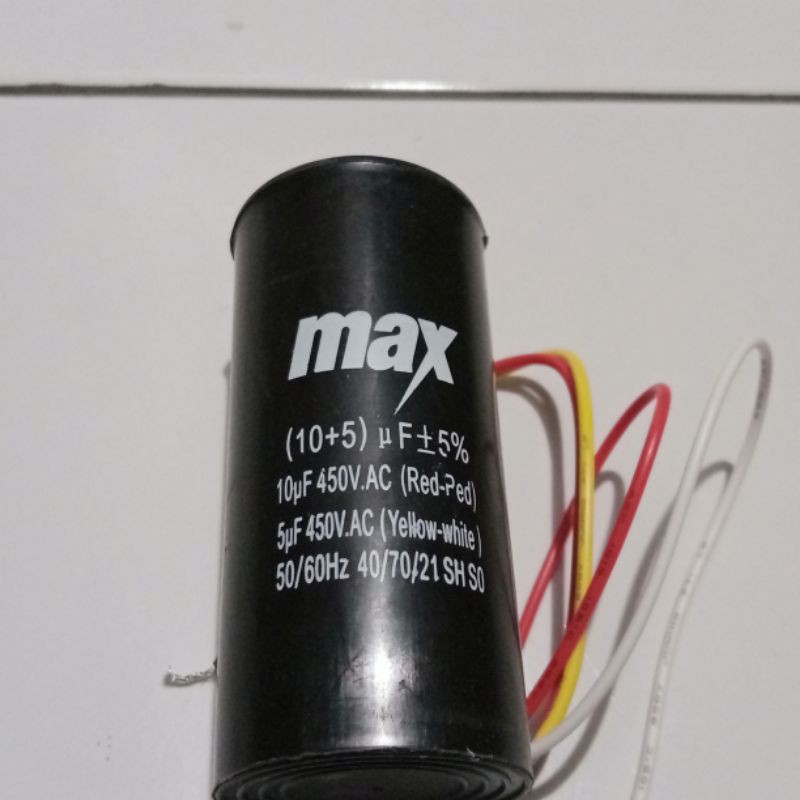 max
(10+5) µF±5%
10µF 450V.AC (Red-Ped)
5µF 450V.AC (Yellow-white)
50/60Hz 40/70/21 SH S0